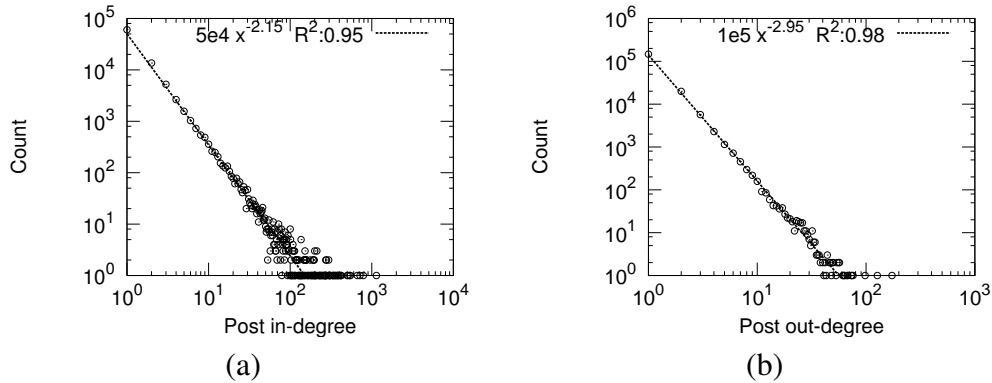 5e4 x^-2.15 R^2:0.95
10^5
10^4
10^3
10^2
10^1
10^0
Count
10^0 10^1 10^2 10^3 10^4
Post in-degree
(a)
1e5 x^-2.95 R^2:0.98
10^6
10^5
10^4
10^3
10^2
10^1
10^0
Count
10^0 10^1 10^2 10^3
Post out-degree
(b)